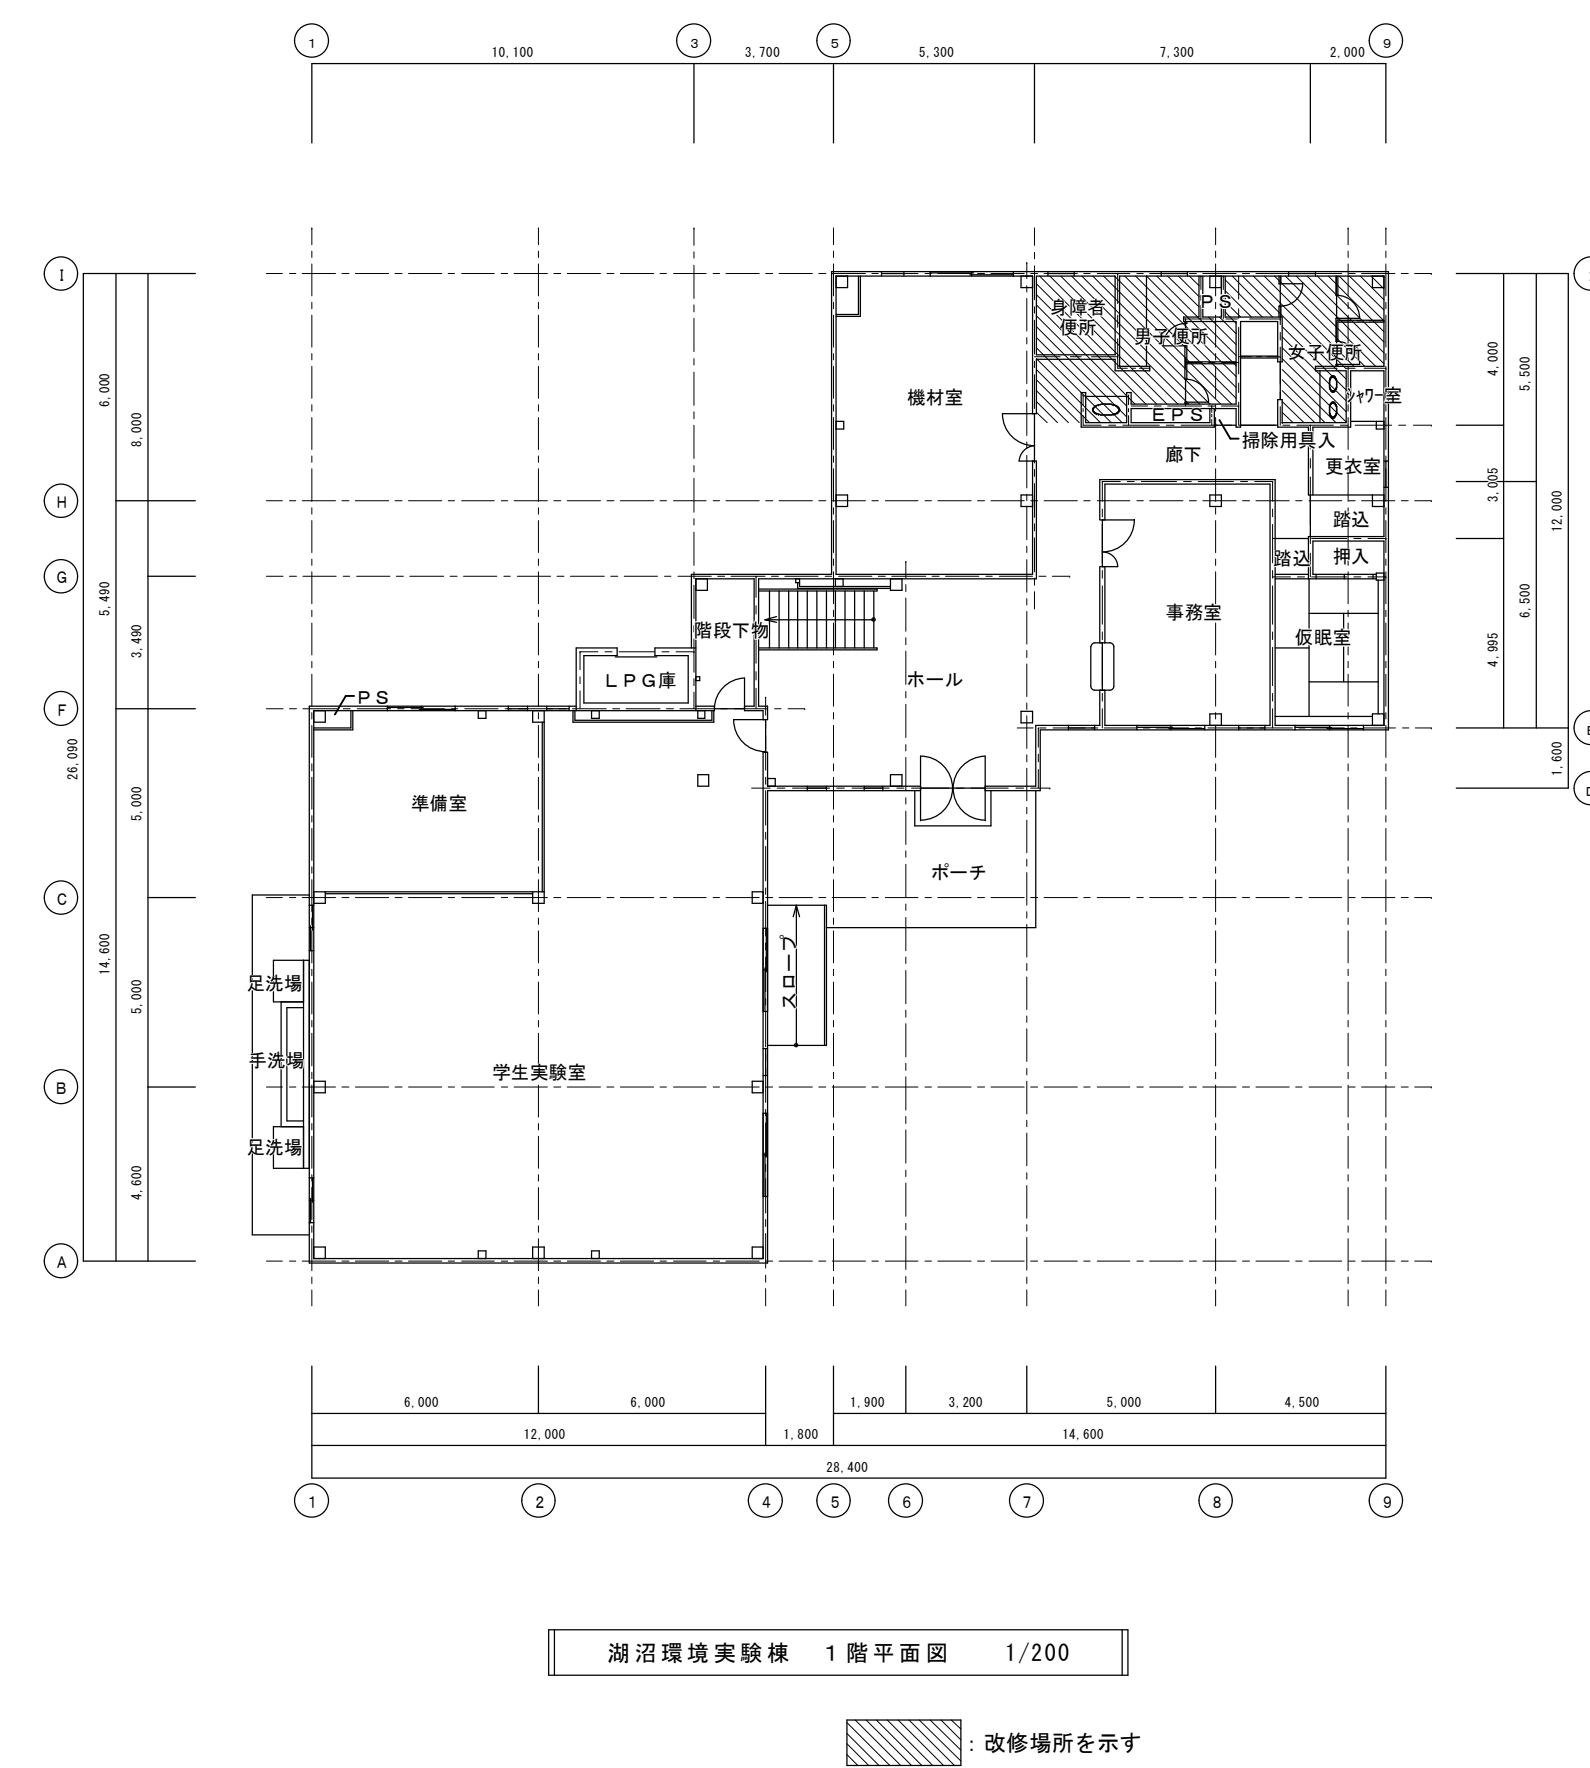 1
3
5
9
10,100
3,700
5,300
7,300
2,000
I
H
G
F
C
B
A
6,000
8,000
5,490
3,490
26,090
5,000
14,600
5,000
4,600
4,000
5,500
3,005
12,000
6,500
4,995
1,600
身障者
便所
男子便所
PS
女子便所
シャワー室
機材室
EPS
掃除用具入
廊下
更衣室
踏込
踏込
押入
事務室
仮眠室
階段下物
LPG庫
ホール
PS
準備室
ポーチ
スロープ
足洗場
手洗場
足洗場
学生実験室
6,000
6,000
1,900
3,200
5,000
4,500
12,000
1,800
14,600
28,400
1
2
4
5
6
7
8
9
湖沼環境実験棟 1階平面図 1/200
：改修場所を示す